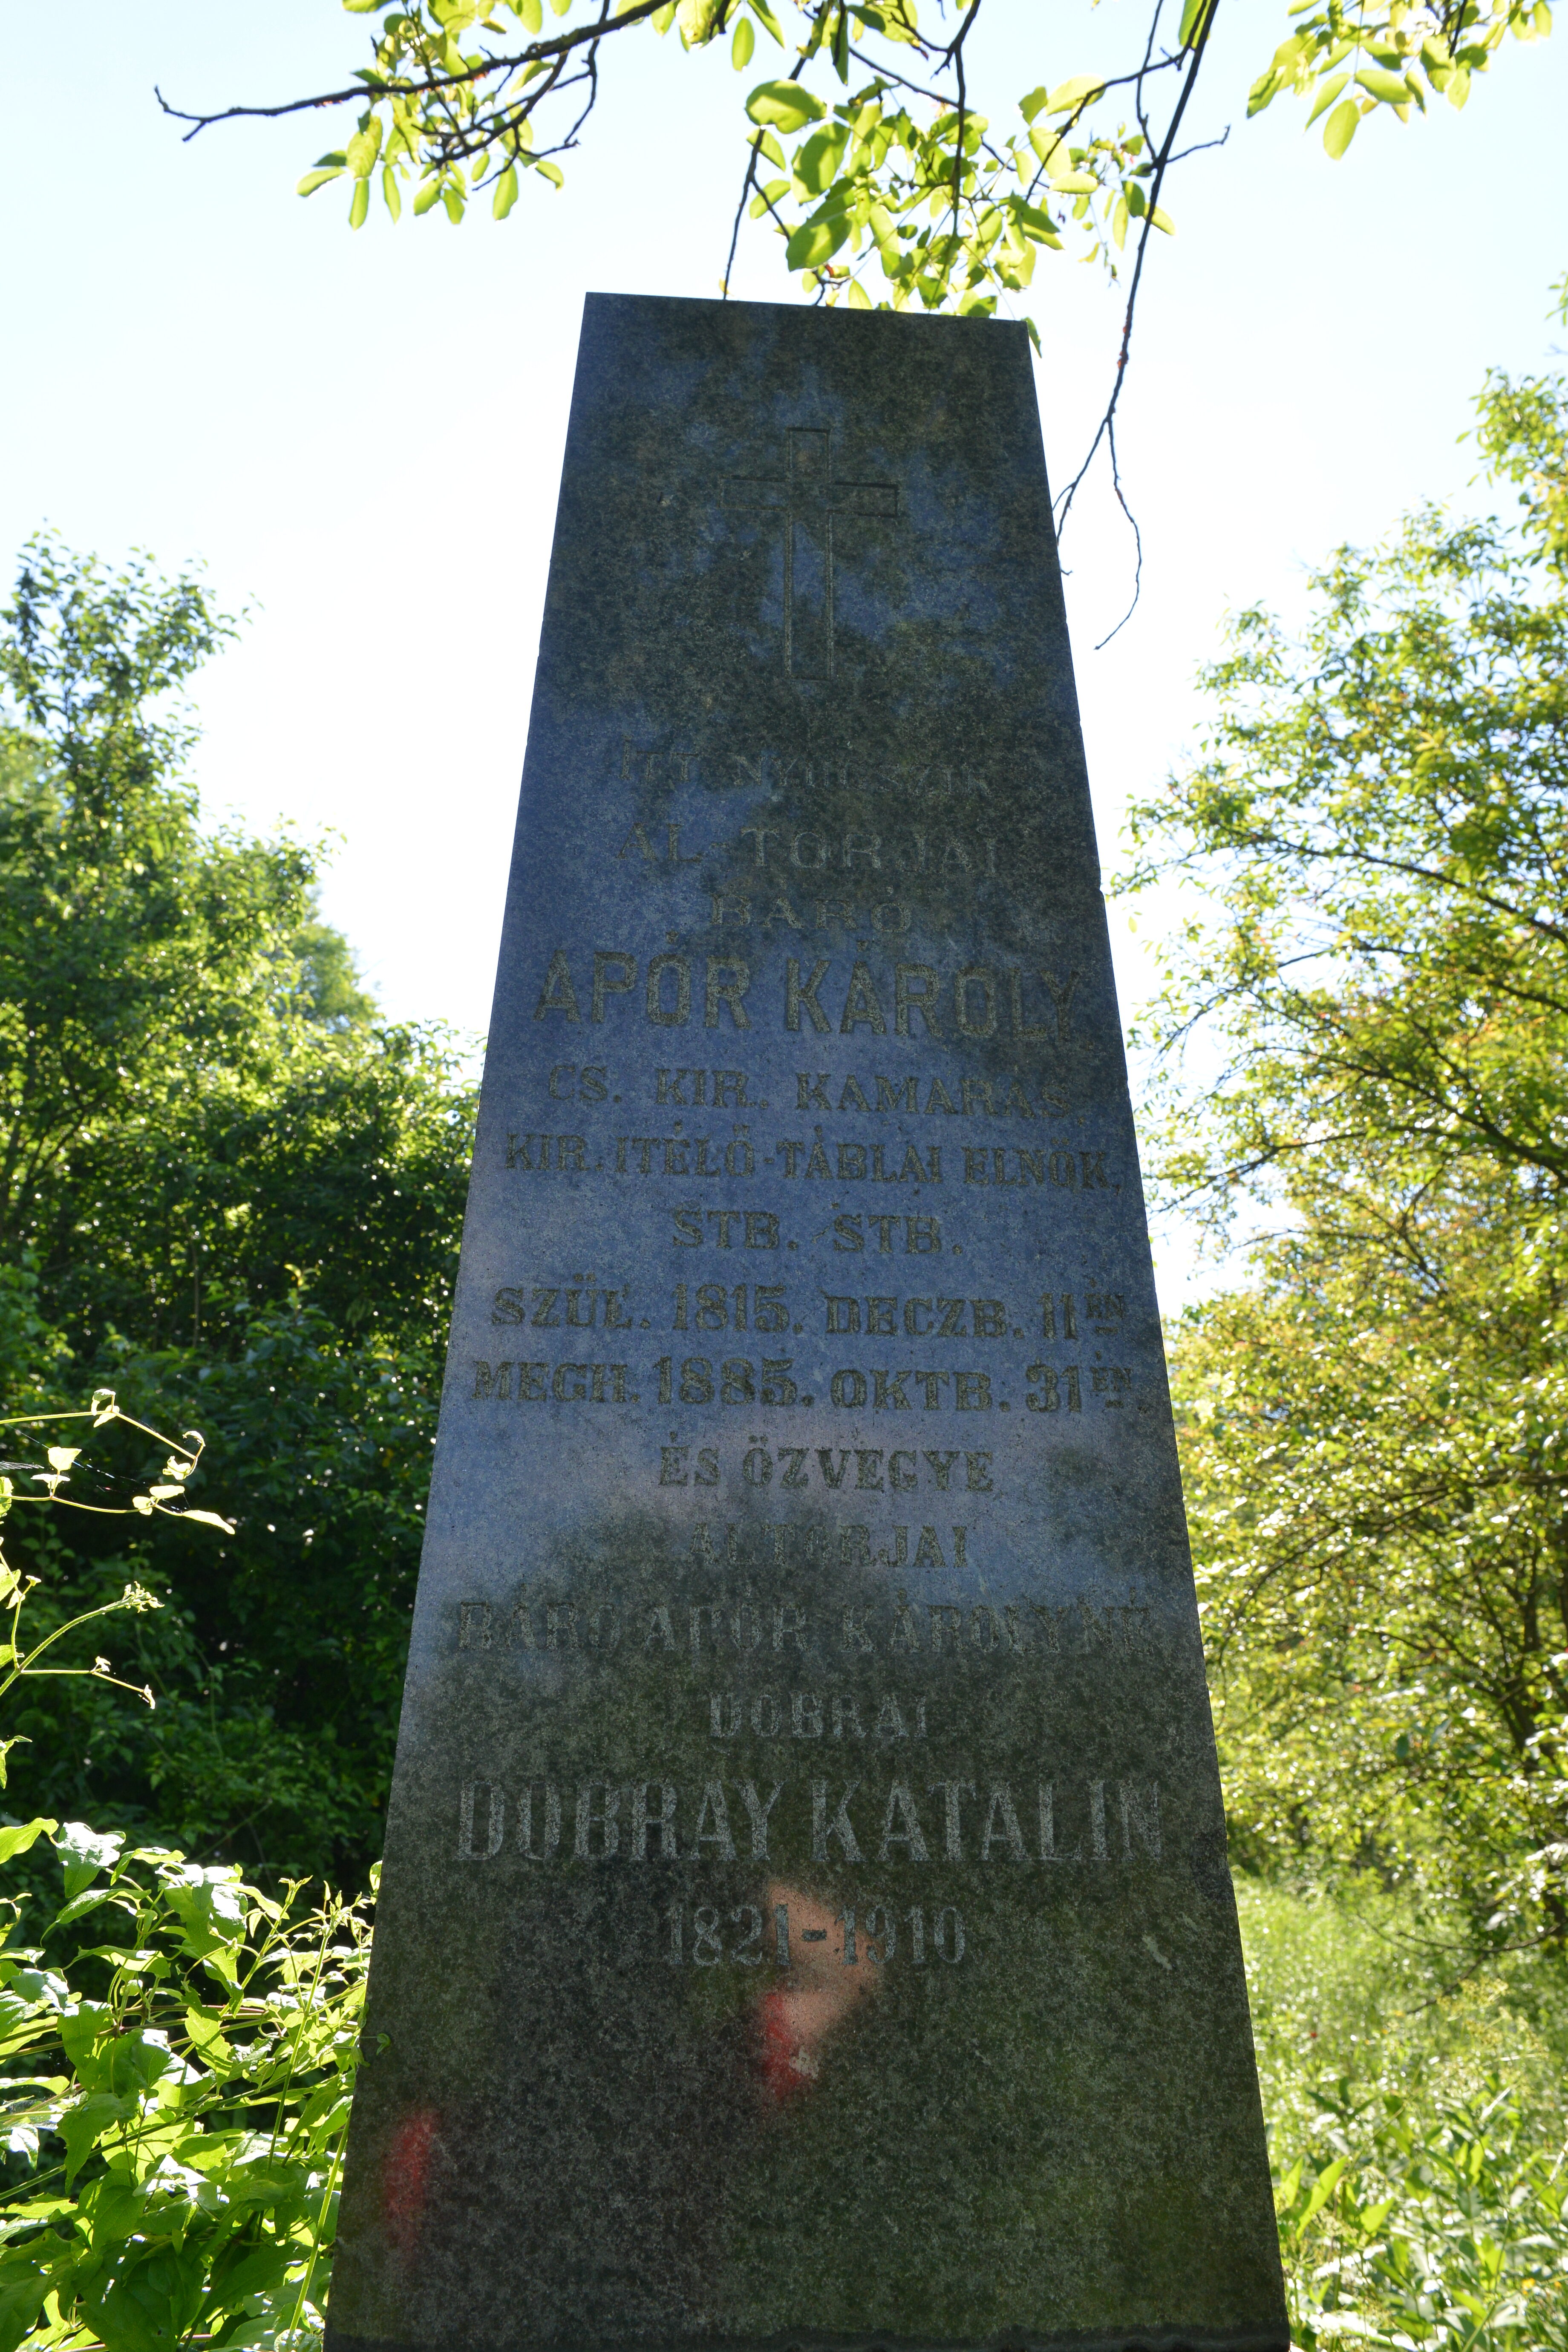 ITT NYUGSZIK
AL-TORJAI
BÁRÓ
APÓR KÁROLY
CS. KIR. KAMARÁS,
KIR. ITÉLŐ-TÁBLAI ELNÖK,
STB. STB.
SZÜL. 1815. DECZB. 11ÉN
MEGH. 1885. OKTB. 31ÉN.
ÉS ÖZVEGYE
ALTORJAI
BÁRÓ APOR KÁROLYNÉ
DOBRAI
DOBRAY KATALIN
1821-1910